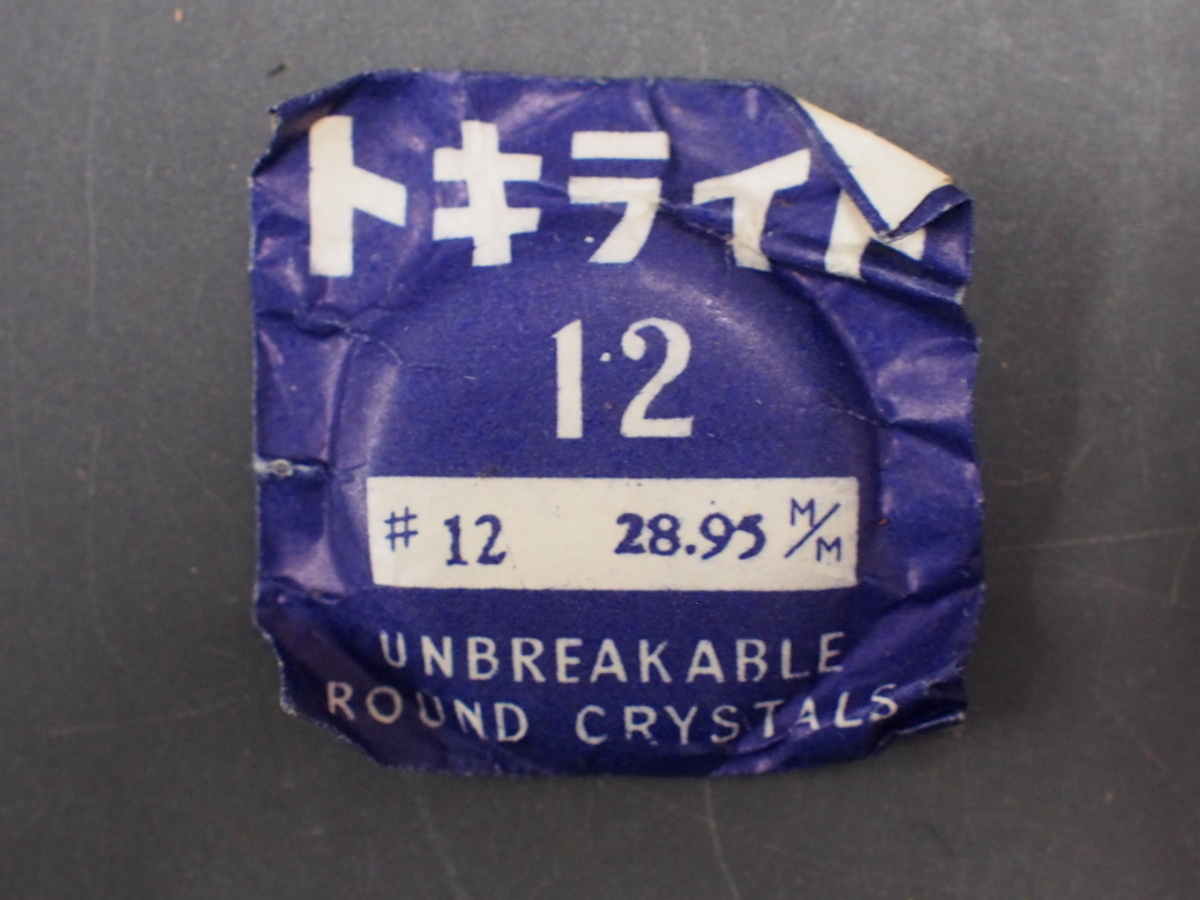 トキライト
12
# 12 28.95 M/M
UNBREAKABLE
ROUND CRYSTALS